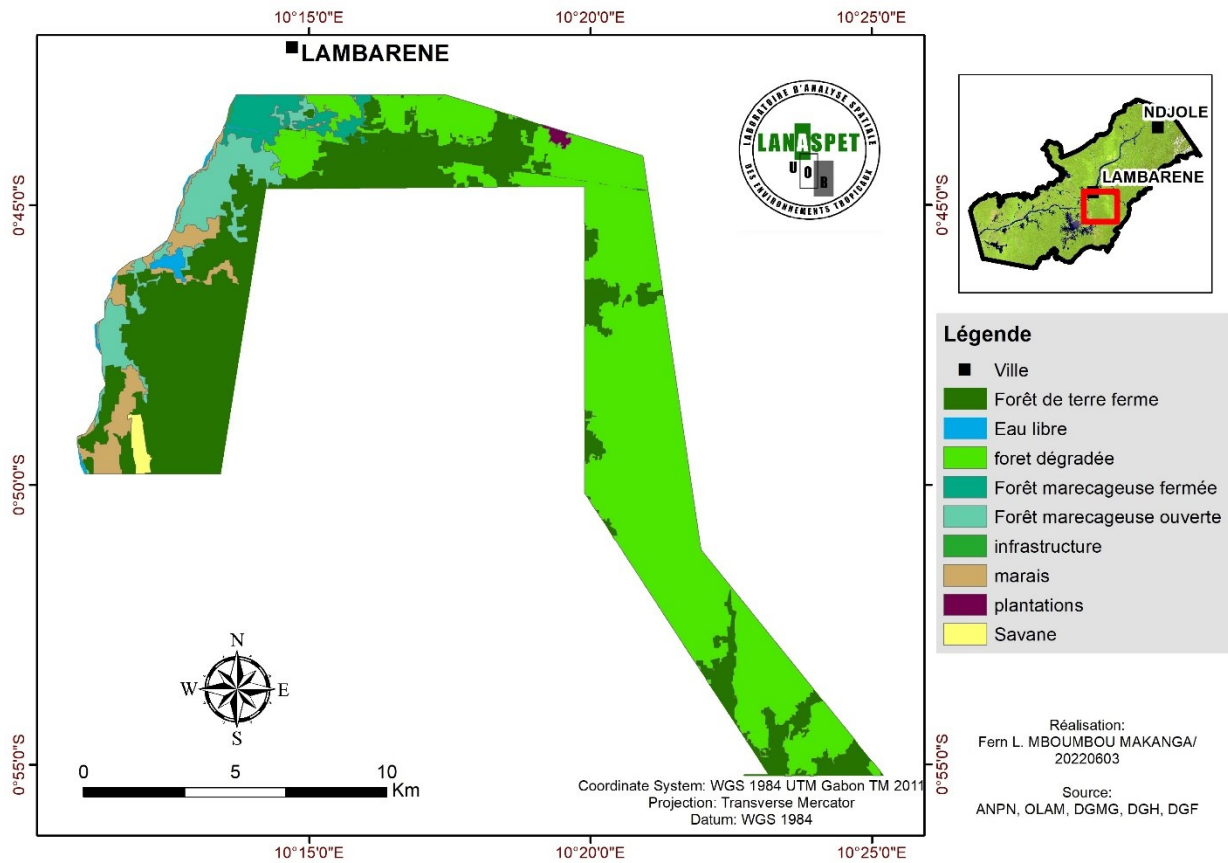 10°15'0"E
10°20'0"E
10°25'0"E
LAMBARENE
LABORATOIRE D'ANALYSE SPATIALE
LANASPET
U
O
B
DES ENVIRONNEMENTS TROPICAUX
NDJOLE
LAMBARENE
0°45'0"S
0°45'0"S
Légende
Ville
Forêt de terre ferme
Eau libre
foret dégradée
Forêt marecageuse fermée
Forêt marecageuse ouverte
infrastructure
marais
plantations
Savane
0°50'0"S
0°50'0"S
N
W
E
S
0
5
10
Km
Coordinate System: WGS 1984 UTM Gabon TM 2011
Projection: Transverse Mercator
Datum: WGS 1984
0°55'0"S
0°55'0"S
Réalisation:
Fern L. MBOUMBOU MAKANGA/
20220603
Source:
ANPN, OLAM, DGMG, DGH, DGF
10°15'0"E
10°20'0"E
10°25'0"E